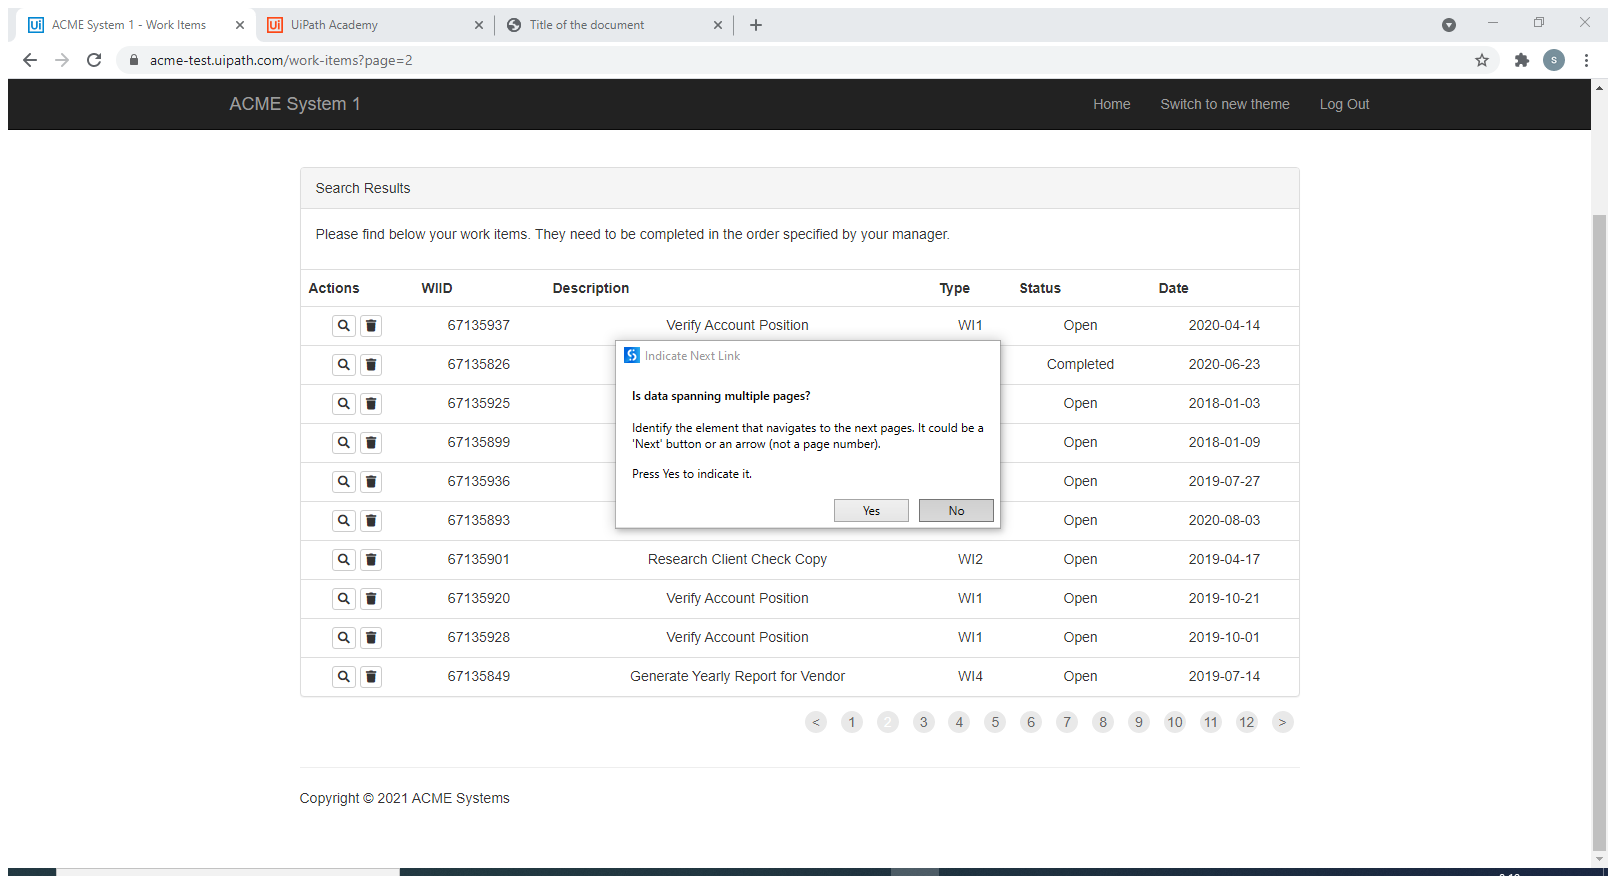 ACME System 1 - Work Items
UiPath Academy
Title of the document
acme-test.uipath.com/work-items?page=2
S
ACME System 1
Home
Switch to new theme
Log Out
Search Results
Please find below your work items. They need to be completed in the order specified by your manager.
Actions WIID Description Type Status Date
67135937 Verify Account Position WI1 Open 2020-04-14
67135826 Completed 2020-06-23
67135925 Open 2018-01-03
67135899 Open 2018-01-09
67135936 Open 2019-07-27
67135893 Open 2020-08-03
67135901 Research Client Check Copy WI2 Open 2019-04-17
67135920 Verify Account Position WI1 Open 2019-10-21
67135928 Verify Account Position WI1 Open 2019-10-01
67135849 Generate Yearly Report for Vendor WI4 Open 2019-07-14
Indicate Next Link
Is data spanning multiple pages?
Identify the element that navigates to the next pages. It could be a
'Next' button or an arrow (not a page number).
Press Yes to indicate it.
Yes No
< 1 2 3 4 5 6 7 8 9 10 11 12 >
Copyright © 2021 ACME Systems